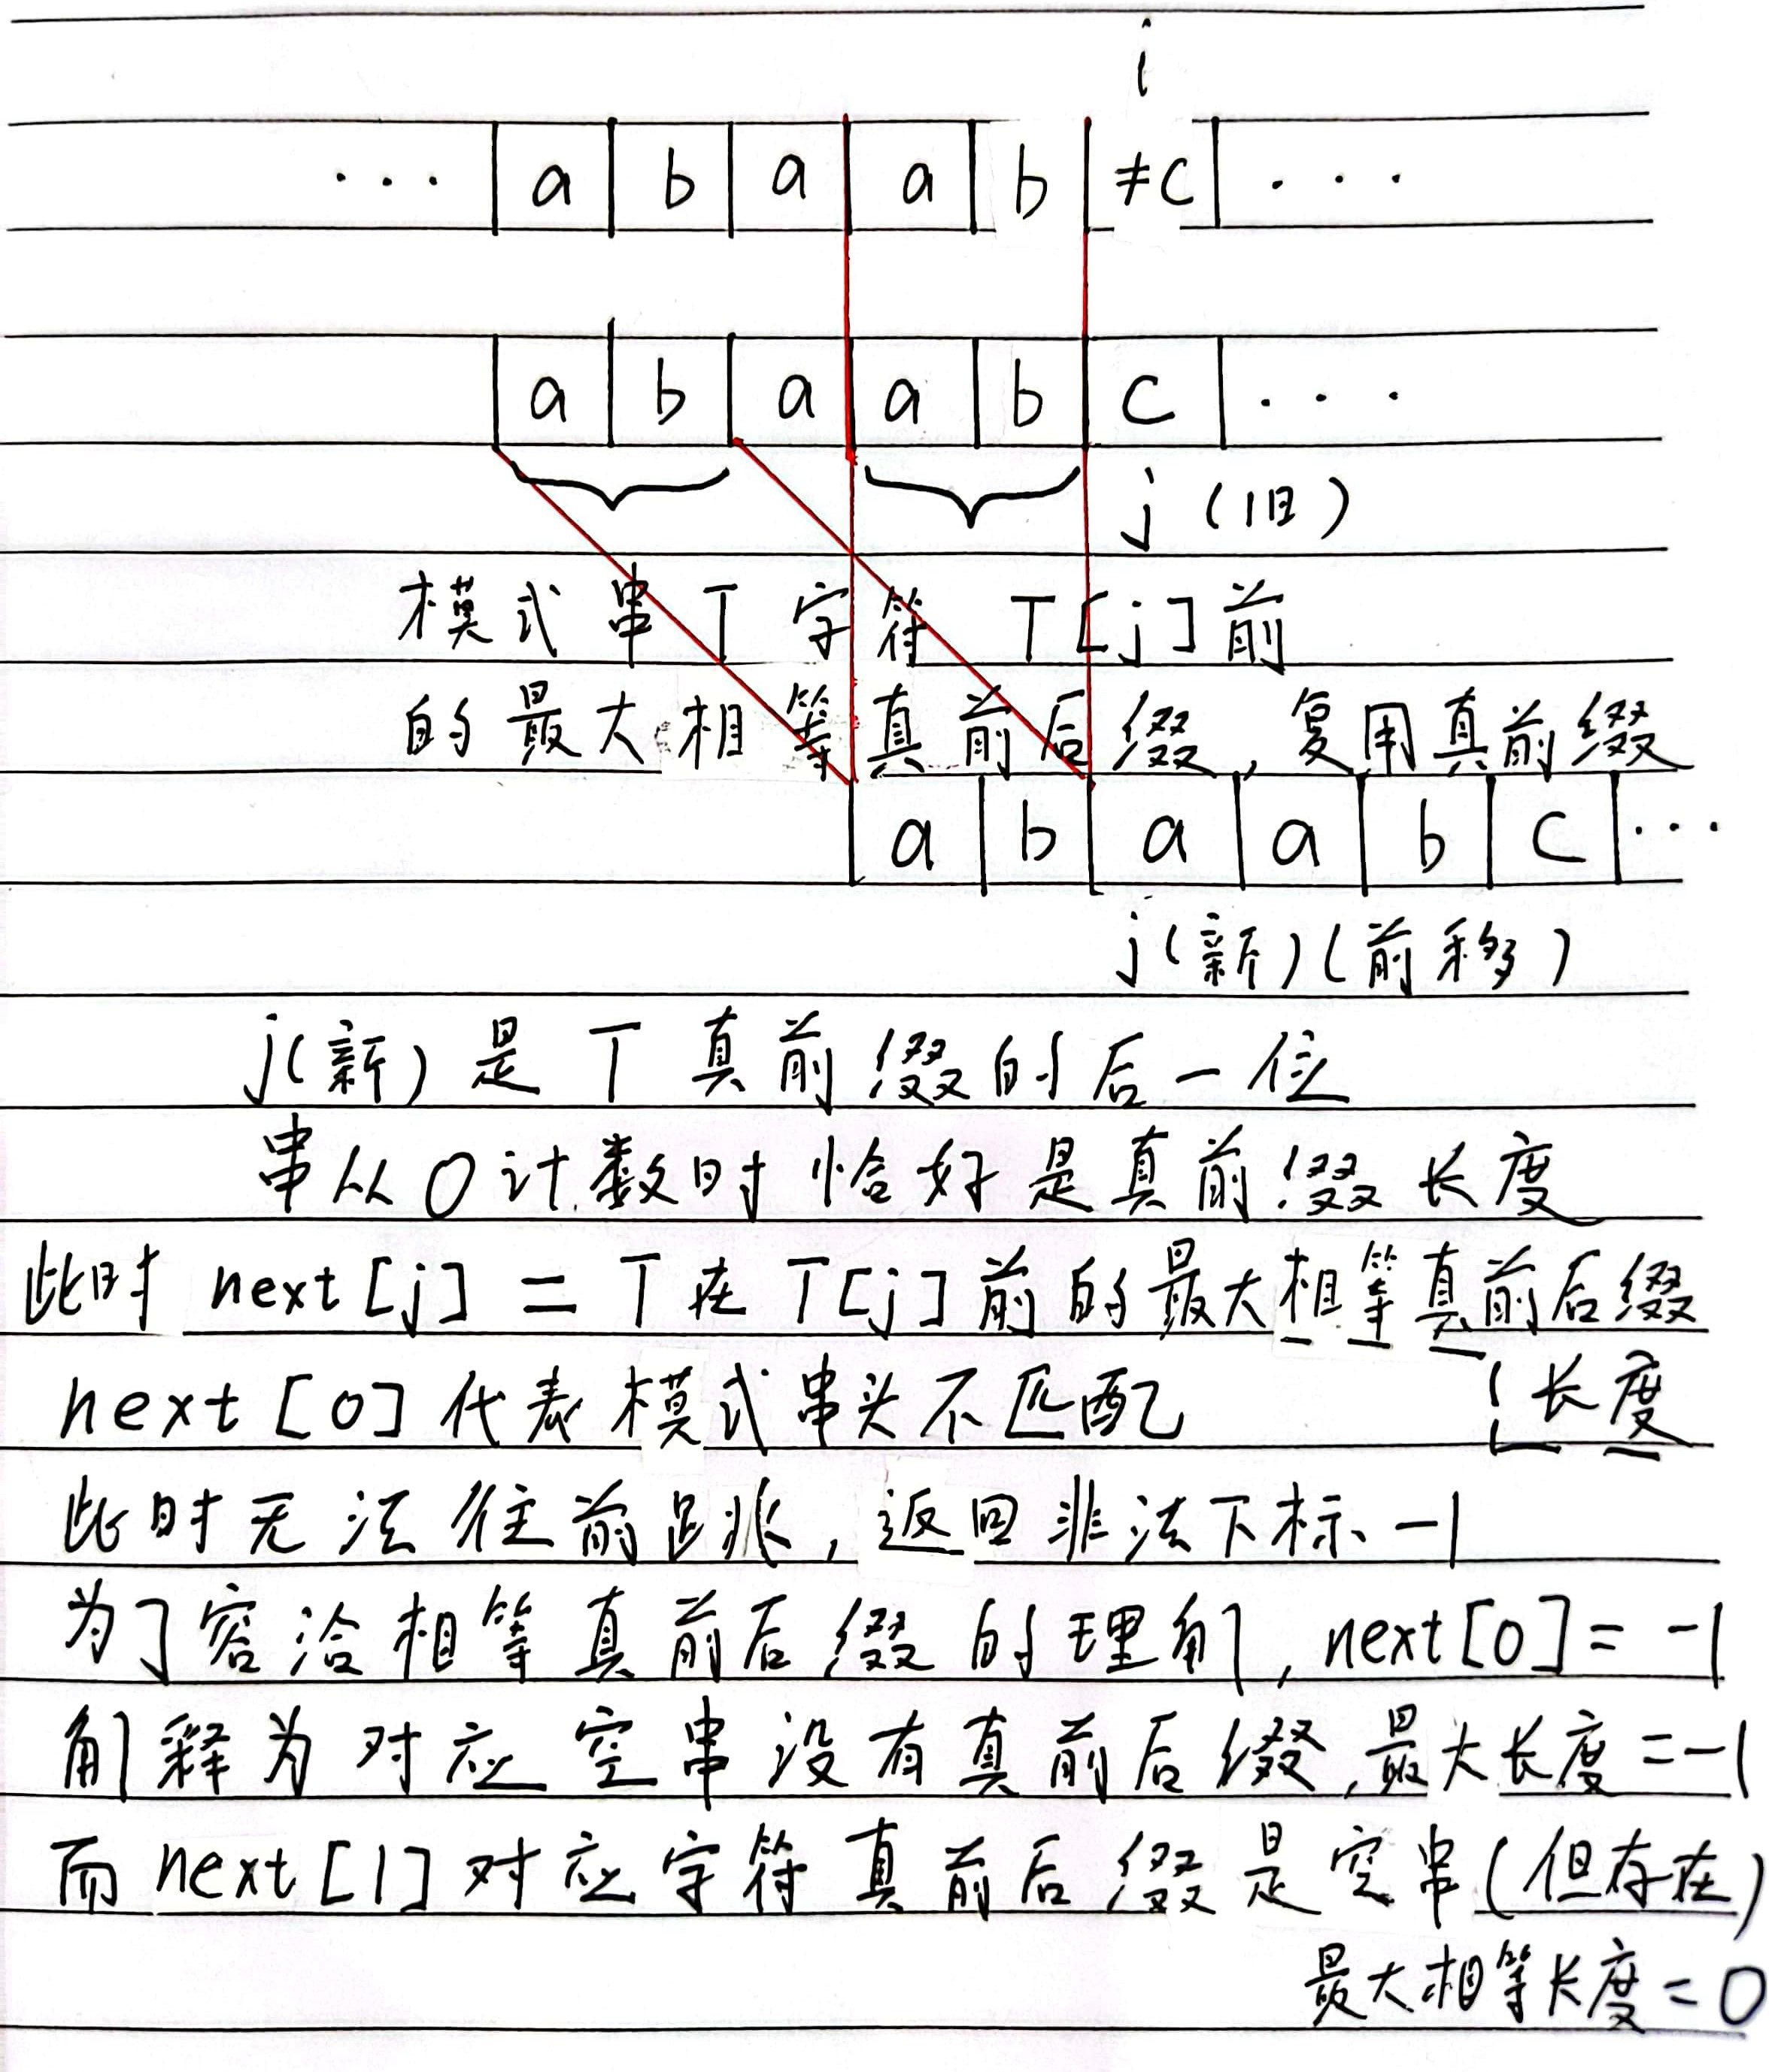 i
... a b a a b ≠c ...
a b a a b c ...
j (旧)
模式串T字符 T[j]前
的最大相等真前后缀,复用真前缀
a b a a b c ...
j(新)(前移)
j(新)是T真前缀的后一位
串从0计数时恰好是真前缀长度
此时 next[j] = T在T[j]前的最大相等真前后缀
长度
next[0]代表模式串头不匹配
此时无法往前跳,返回非法下标-1
为了容洽相等真前后缀的理解,next[0]=-1
解释为对应空串没有真前后缀,最大长度=-1
而next[1]对应字符真前后缀是空串(但存在)
最大相等长度=0